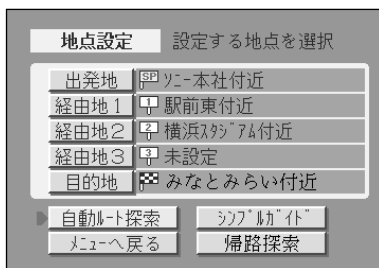 地点設定 設定する地点を選択
出発地 SP ソニー本社付近
経由地1 1 駅前東付近
経由地2 2 横浜ｽﾀｼﾞｱﾑ付近
経由地3 3 未設定
目的地 みなとみらい付近
自動ﾙｰﾄ探索 ｼﾝﾌﾟﾙｶﾞｲﾄﾞ
ﾒﾆｭｰへ戻る 帰路探索